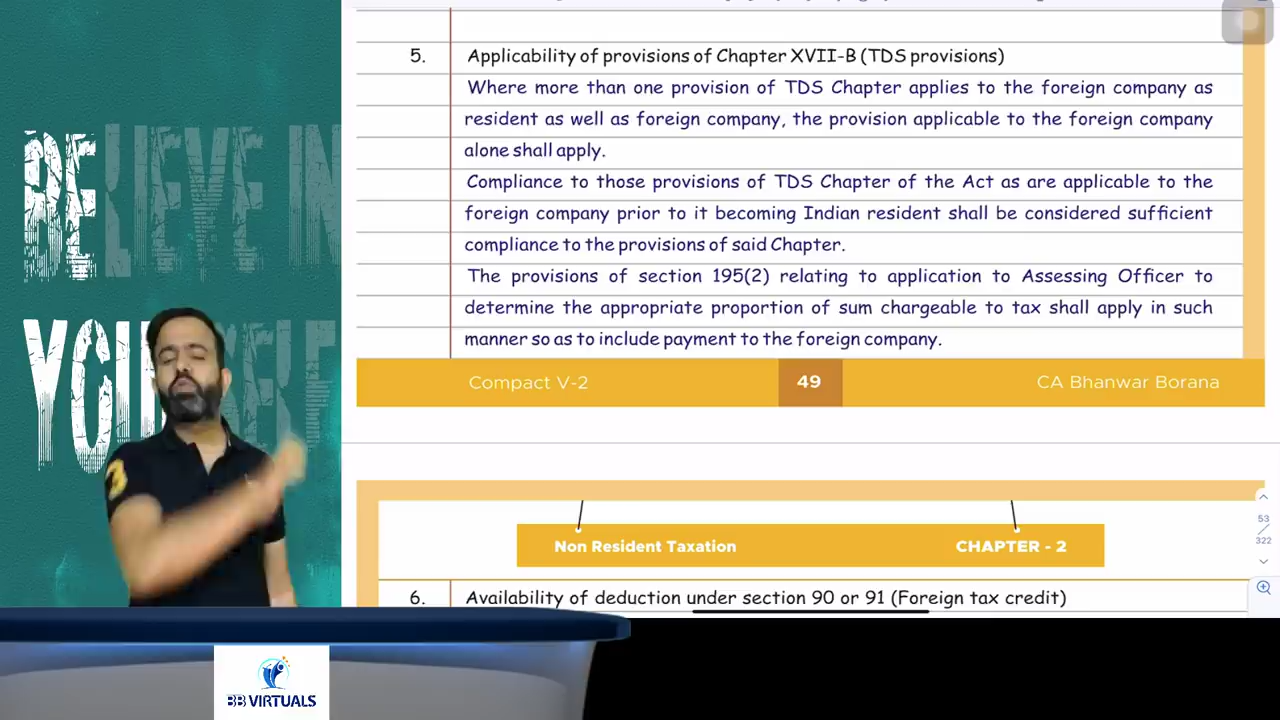 BELIEVE IN
YOURSELF
3
5. Applicability of provisions of Chapter XVII-B (TDS provisions)
Where more than one provision of TDS Chapter applies to the foreign company as
resident as well as foreign company, the provision applicable to the foreign company
alone shall apply.
Compliance to those provisions of TDS Chapter of the Act as are applicable to the
foreign company prior to it becoming Indian resident shall be considered sufficient
compliance to the provisions of said Chapter.
The provisions of section 195(2) relating to application to Assessing Officer to
determine the appropriate proportion of sum chargeable to tax shall apply in such
manner so as to include payment to the foreign company.
Compact V-2 49 CA Bhanwar Borana
53
/
322
Non Resident Taxation CHAPTER - 2
6. Availability of deduction under section 90 or 91 (Foreign tax credit)
BB VIRTUALS